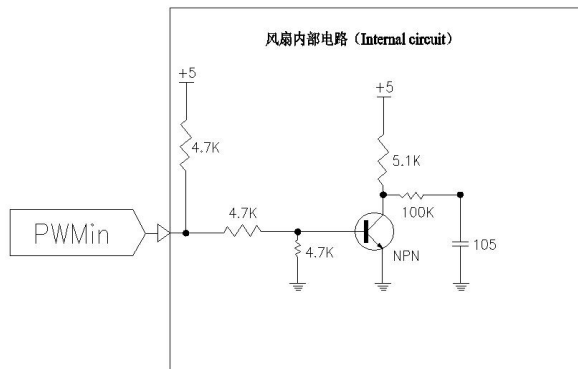 风扇内部电路（Internal circuit）
+5
+5
4.7K
5.1K
4.7K
100K
PWMin
4.7K
NPN
105